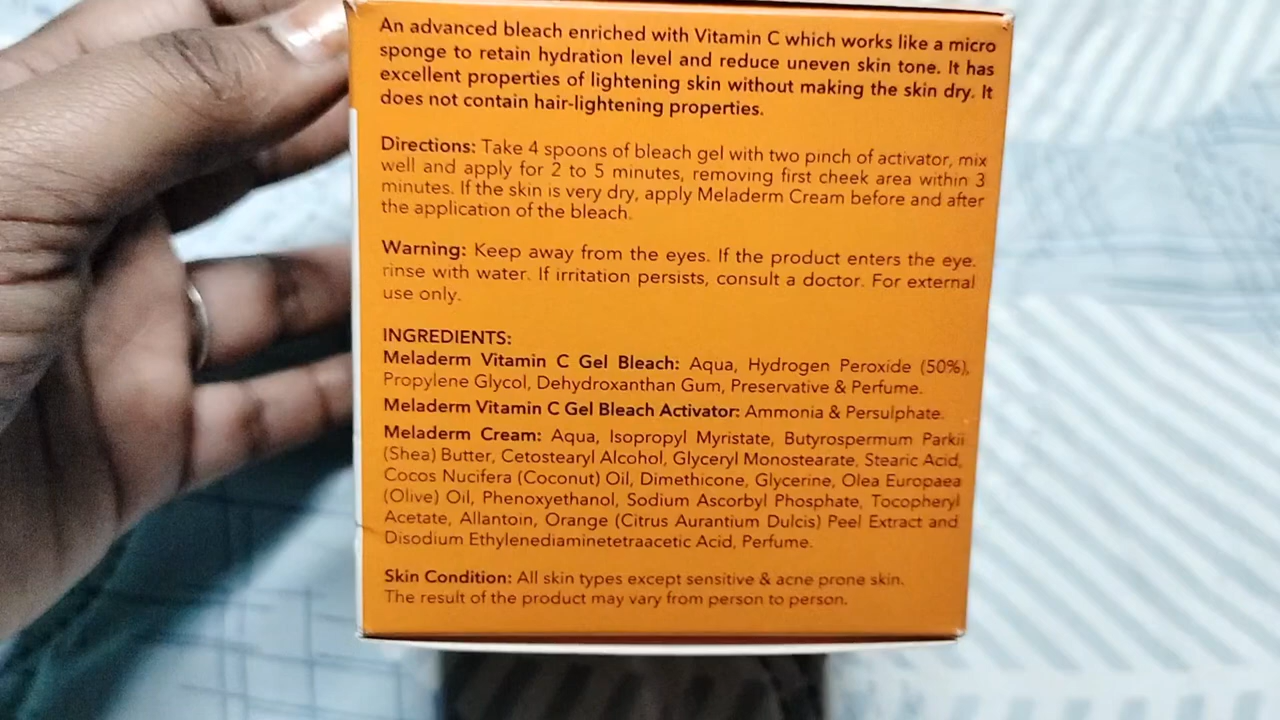 An advanced bleach enriched with Vitamin C which works like a micro
sponge to retain hydration level and reduce uneven skin tone. It has
excellent properties of lightening skin without making the skin dry. It
does not contain hair-lightening properties.
Directions: Take 4 spoons of bleach gel with two pinch of activator, mix
well and apply for 2 to 5 minutes, removing first cheek area within 3
minutes. If the skin is very dry, apply Meladerm Cream before and after
the application of the bleach.
Warning: Keep away from the eyes. If the product enters the eye.
rinse with water. If irritation persists, consult a doctor. For external
use only.
INGREDIENTS:
Meladerm Vitamin C Gel Bleach: Aqua, Hydrogen Peroxide (50%),
Propylene Glycol, Dehydroxanthan Gum, Preservative & Perfume.
Meladerm Vitamin C Gel Bleach Activator: Ammonia & Persulphate.
Meladerm Cream: Aqua, Isopropyl Myristate, Butyrospermum Parkii
(Shea) Butter, Cetostearyl Alcohol, Glyceryl Monostearate, Stearic Acid,
Cocos Nucifera (Coconut) Oil, Dimethicone, Glycerine, Olea Europaea
(Olive) Oil, Phenoxyethanol, Sodium Ascorbyl Phosphate, Tocopheryl
Acetate, Allantoin, Orange (Citrus Aurantium Dulcis) Peel Extract and
Disodium Ethylenediaminetetraacetic Acid, Perfume.
Skin Condition: All skin types except sensitive & acne prone skin.
The result of the product may vary from person to person.